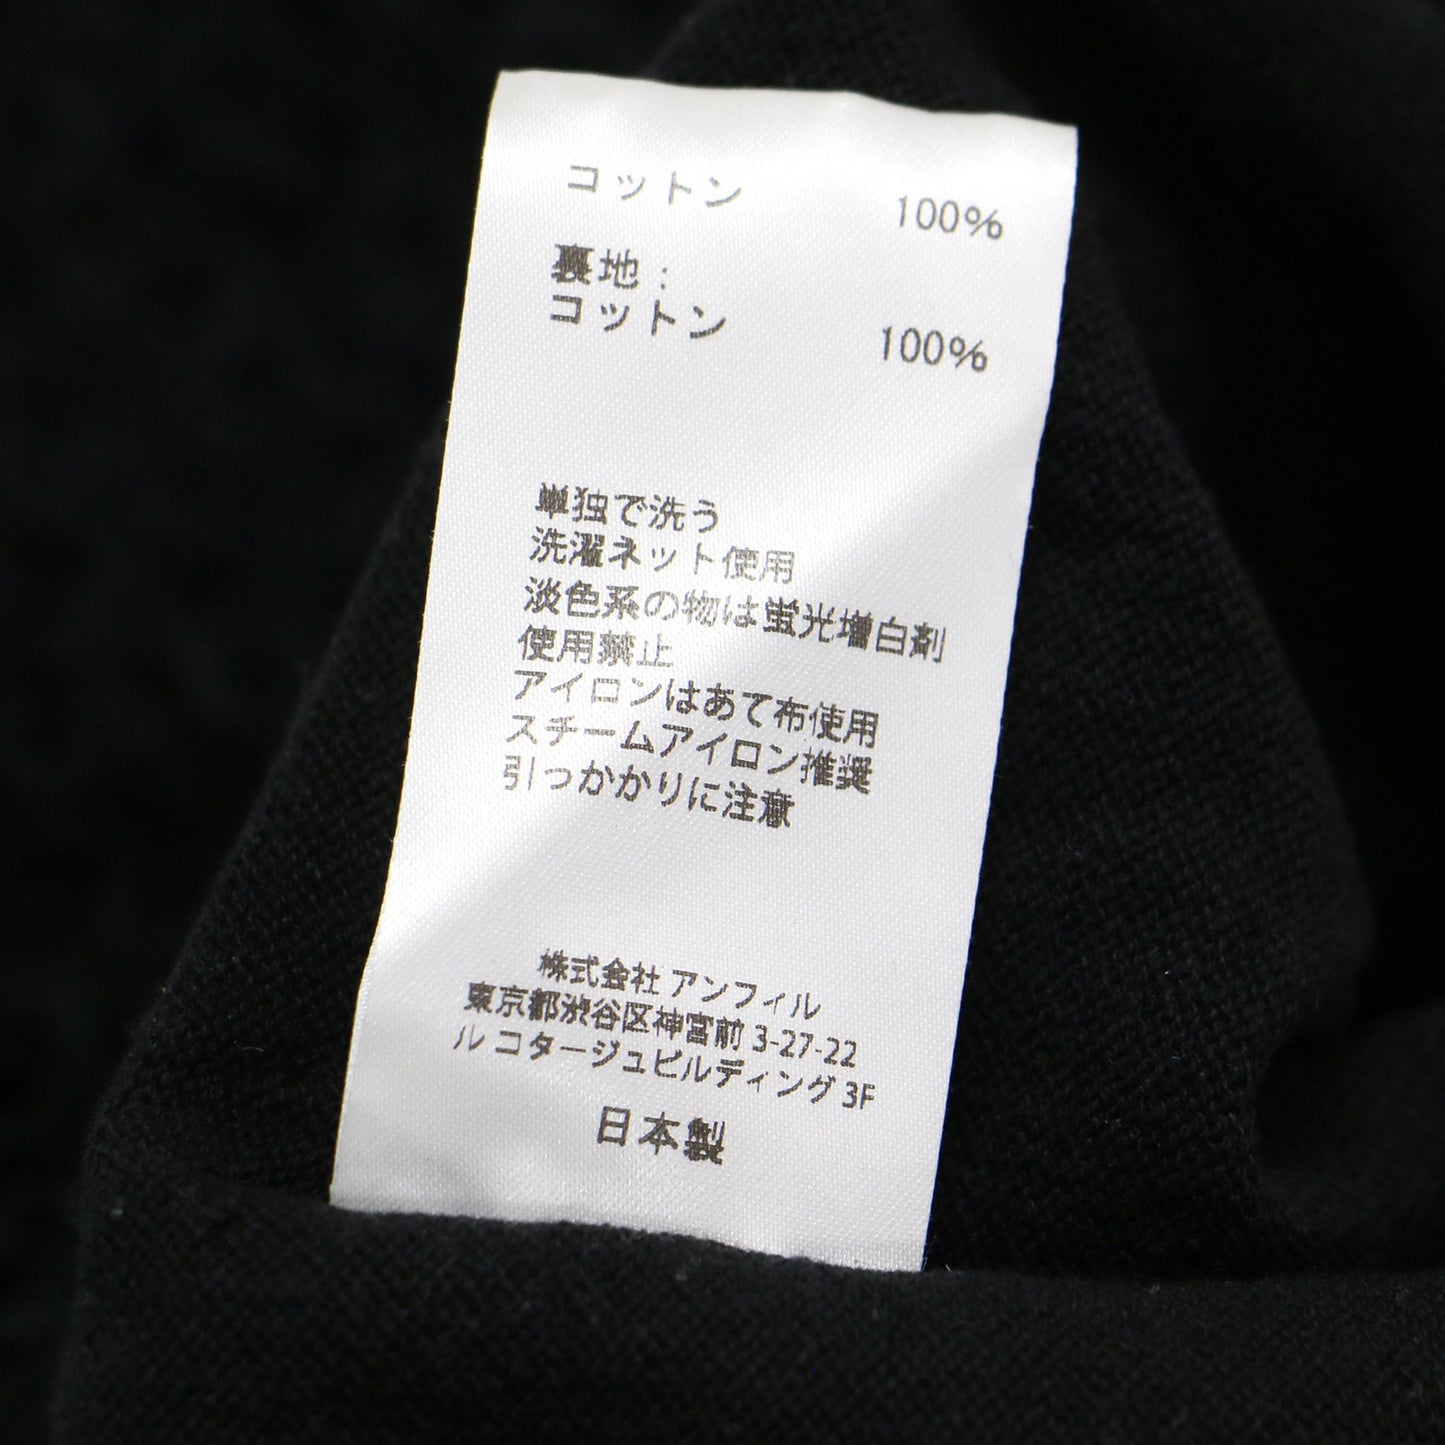 コットン 100%
裏地：
コットン 100%
単独で洗う
洗濯ネット使用
淡色系の物は蛍光増白剤
使用禁止
アイロンはあて布使用
スチームアイロン推奨
引っかかりに注意
株式会社 アンフィル
東京都渋谷区神宮前 3-27-22
ル コタージュビルディング 3F
日本製